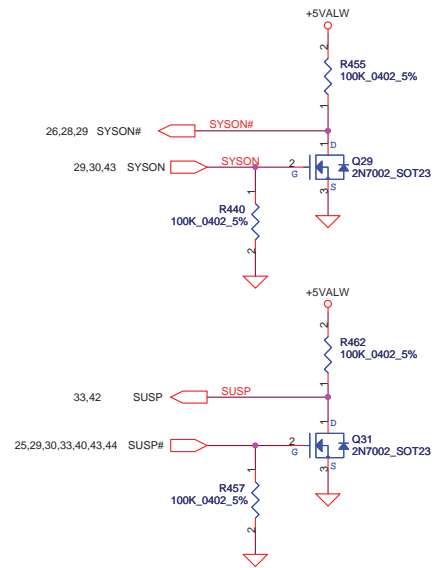 +5VALW
2
R455
100K_0402_5%
1
26,28,29 SYSON# SYSON#
1 D
Q29
2N7002_SOT23
29,30,43 SYSON SYSON 2 G
3 S
1
R440
100K_0402_5%
2
+5VALW
2
R462
100K_0402_5%
1
33,42 SUSP SUSP
1 D
Q31
2N7002_SOT23
25,29,30,33,40,43,44 SUSP# 2 G
3 S
1
R457
100K_0402_5%
2